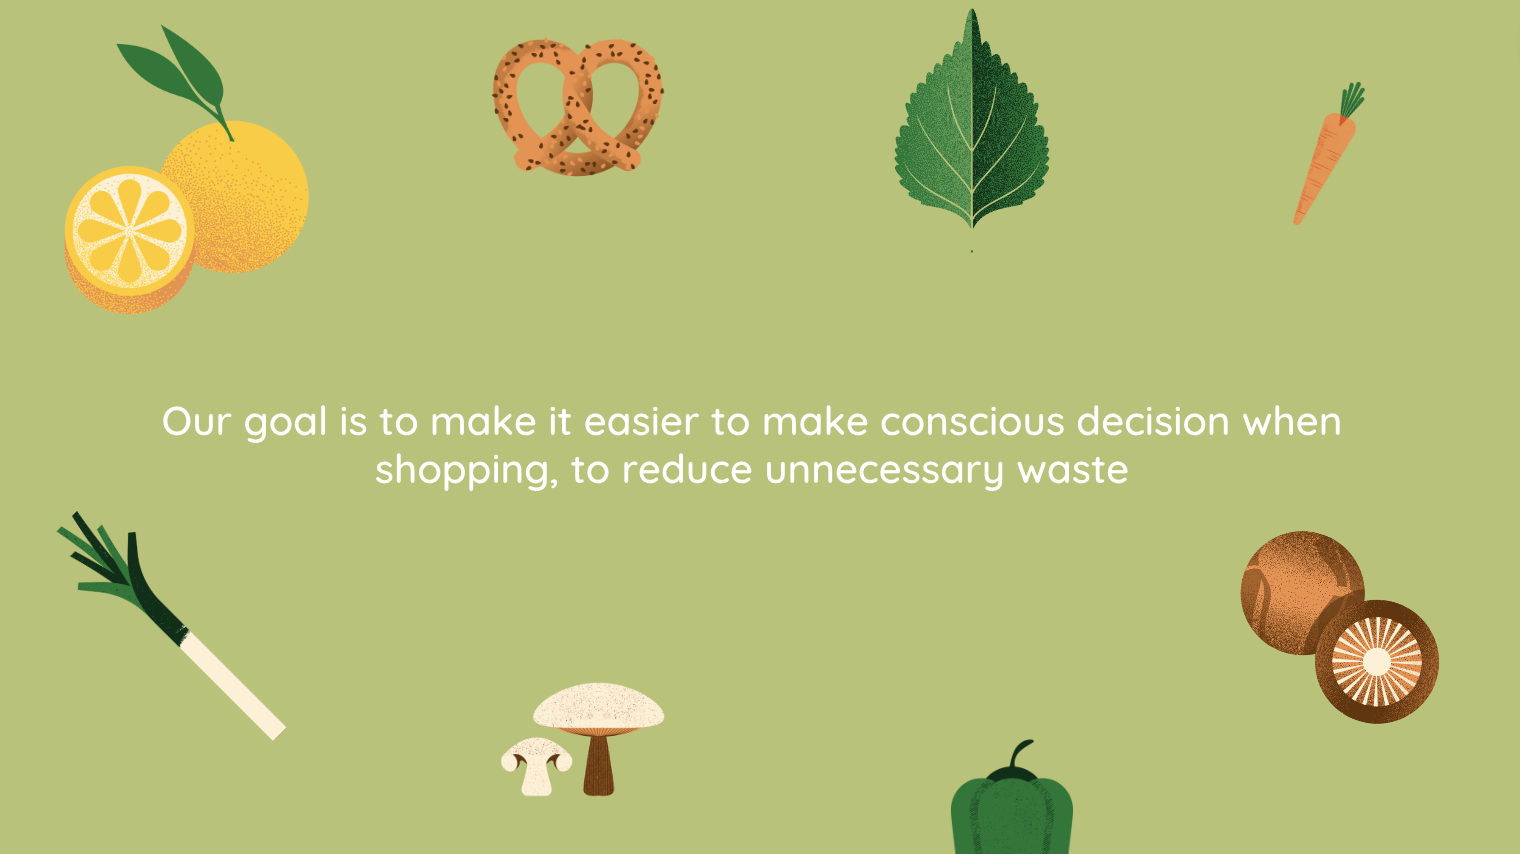 Our goal is to make it easier to make conscious decision when
shopping, to reduce unnecessary waste